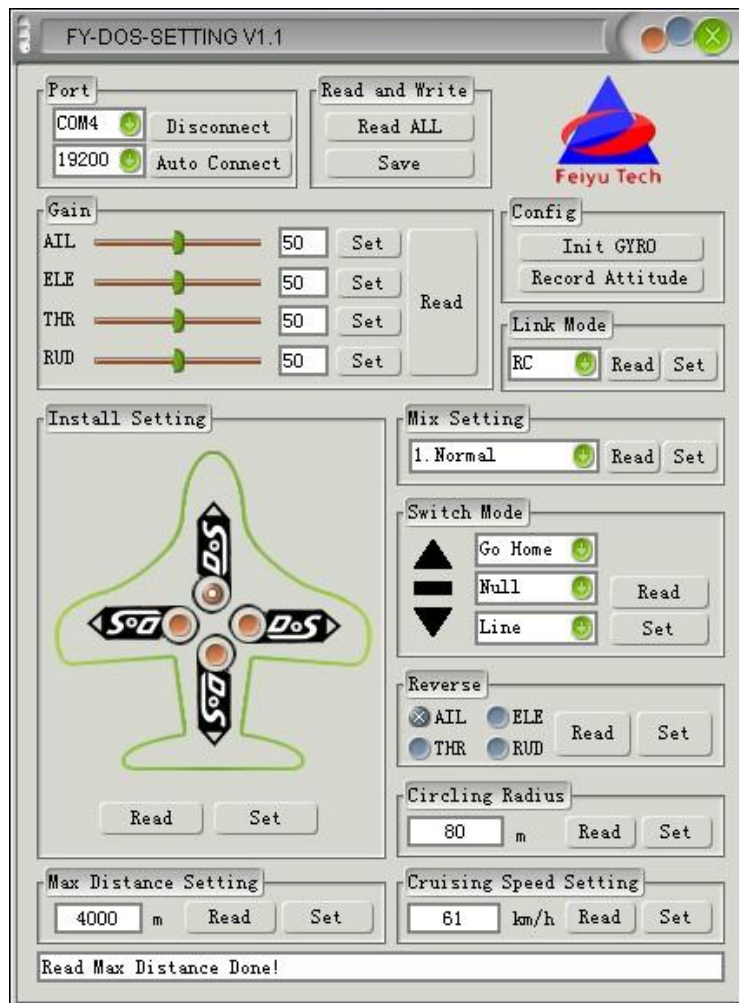 FY-DOS-SETTING V1.1
Port
COM4 Disconnect
19200 Auto Connect
Read and Write
Read ALL
Save
Feiyu Tech
Gain
AIL 50 Set
ELE 50 Set
THR 50 Set
RUD 50 Set
Read
Config
Init GYRO
Record Attitude
Link Mode
RC Read Set
Install Setting
DoS
DoS
DoS
DoS
Read Set
Mix Setting
1.Normal Read Set
Switch Mode
Go Home
Null Read
Line Set
Reverse
AIL ELE
THR RUD
Read Set
Circling Radius
80 m Read Set
Max Distance Setting
4000 m Read Set
Cruising Speed Setting
61 km/h Read Set
Read Max Distance Done!